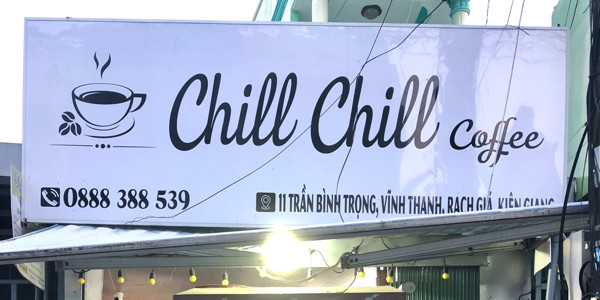 Chill Chill Coffee
0888 388 539
11 TRẦN BÌNH TRỌNG, VĨNH THANH, RẠCH GIÁ, KIÊN GIANG